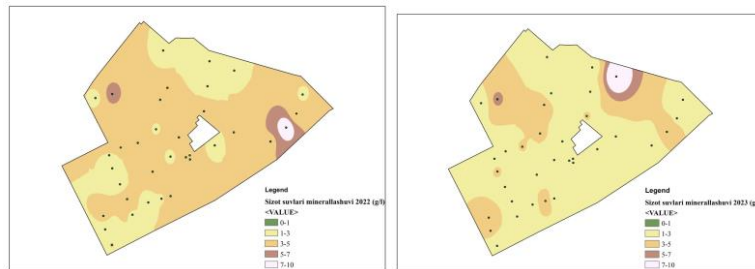 Legend
Sizot suvlari minerallashuvi 2022 (g/l)
<VALUE>
0-1
1-3
3-5
5-7
7-10
Legend
Sizot suvlari minerallashuvi 2023 (g
<VALUE>
0-1
1-3
3-5
5-7
7-10